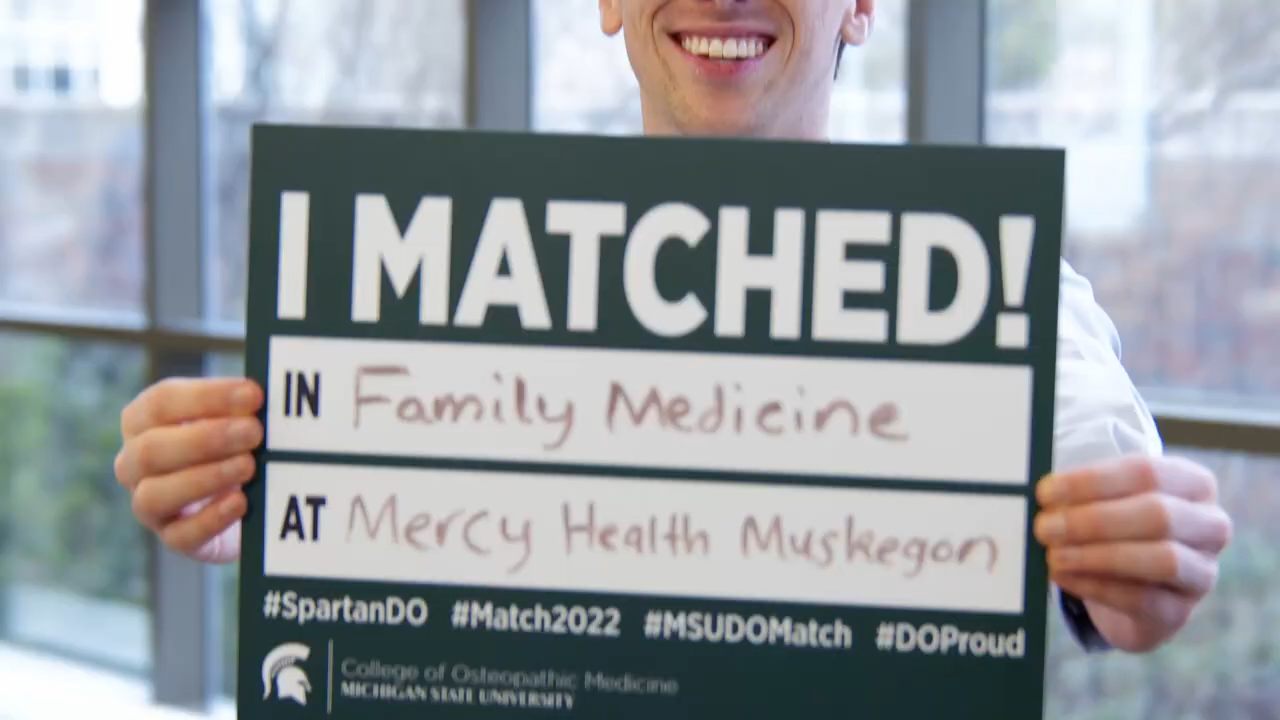 I MATCHED!
IN Family Medicine
AT Mercy Health Muskegon
#SpartanDO #Match2022 #MSUDOMatch #DOProud
College of Osteopathic Medicine
MICHIGAN STATE UNIVERSITY